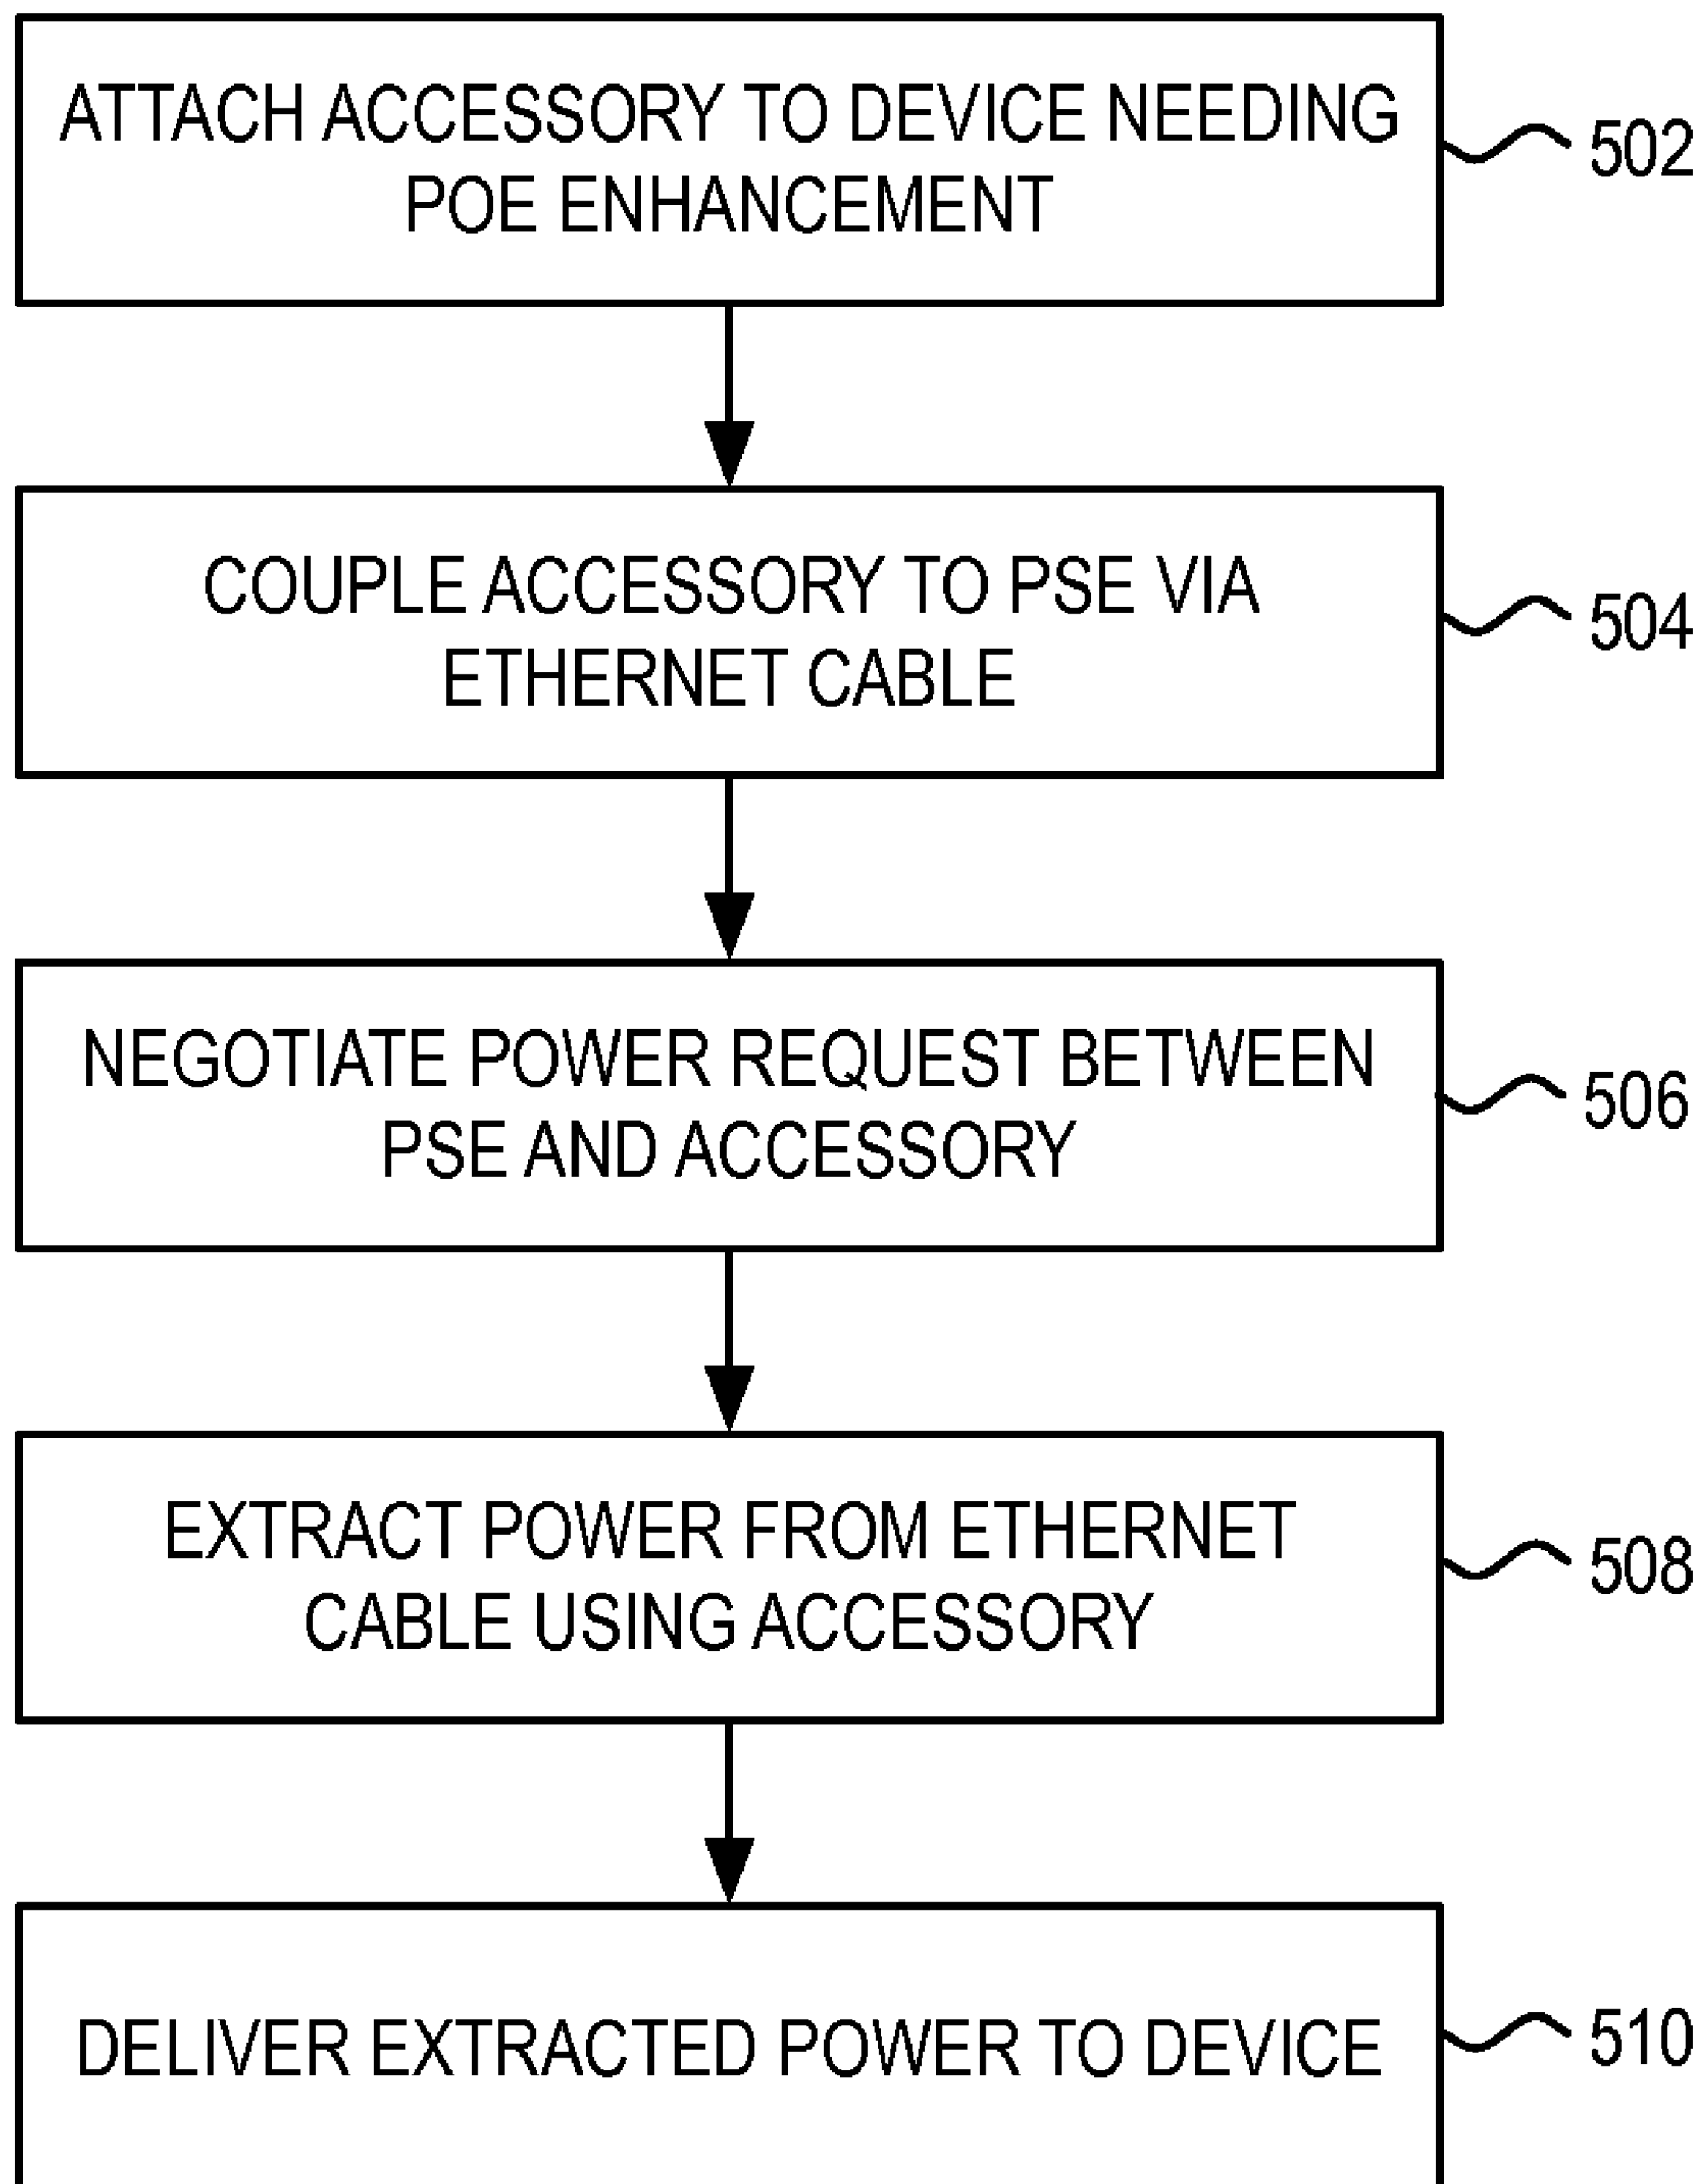 ATTACH ACCESSORY TO DEVICE NEEDING
POE ENHANCEMENT
502
COUPLE ACCESSORY TO PSE VIA
ETHERNET CABLE
504
NEGOTIATE POWER REQUEST BETWEEN
PSE AND ACCESSORY
506
EXTRACT POWER FROM ETHERNET
CABLE USING ACCESSORY
508
DELIVER EXTRACTED POWER TO DEVICE
510